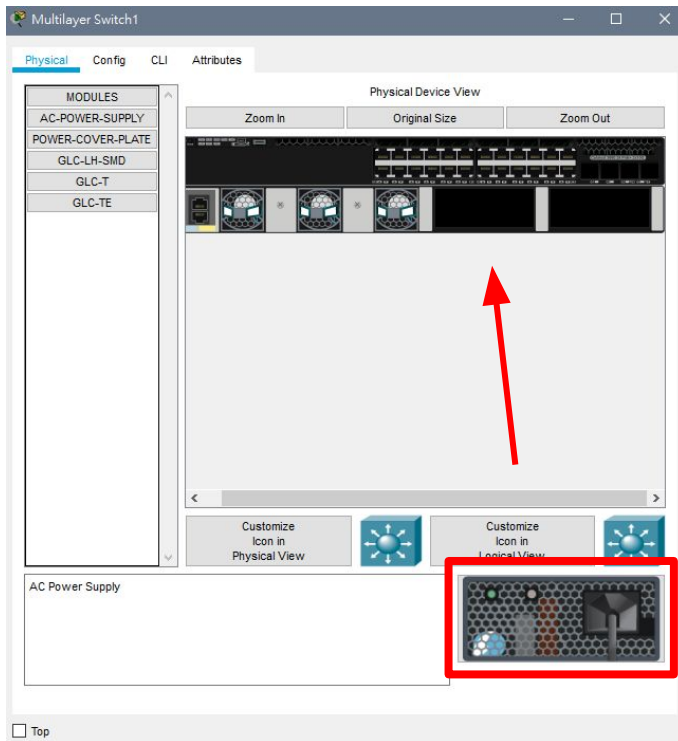 Multilayer Switch1
Physical Config CLI Attributes
MODULES
AC-POWER-SUPPLY
POWER-COVER-PLATE
GLC-LH-SMD
GLC-T
GLC-TE
Physical Device View
Zoom In Original Size Zoom Out
Customize
Icon in
Physical View
Customize
Icon in
Logical View
AC Power Supply
Top